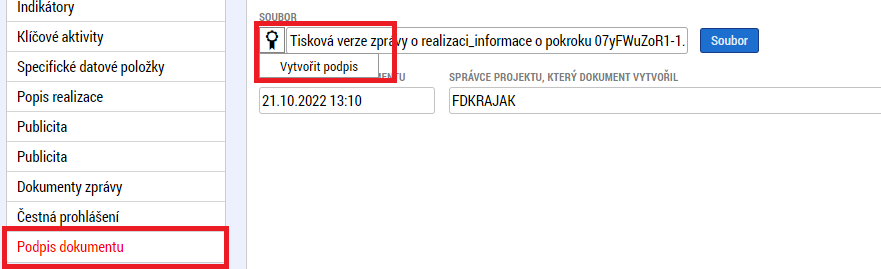 Indikátory
Klíčové aktivity
Specifické datové položky
Popis realizace
Publicita
Publicita
Dokumenty zprávy
Čestná prohlášení
Podpis dokumentu
SOUBOR
Tisková verze zprávy o realizaci_informace o pokroku 07yFWuZoR1-1.
Soubor
Vytvořit podpis
MENTU
SPRÁVCE PROJEKTU, KTERÝ DOKUMENT VYTVOŘIL
21.10.2022 13:10
FDKRAJAK